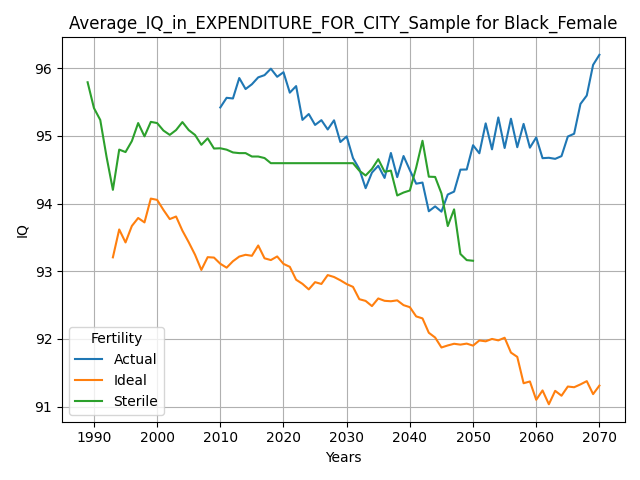 Average_IQ_in_EXPENDITURE_FOR_CITY_Sample for Black_Female
96
95
94
93
92
91
IQ
Fertility
Actual
Ideal
Sterile
1990 2000 2010 2020 2030 2040 2050 2060 2070
Years